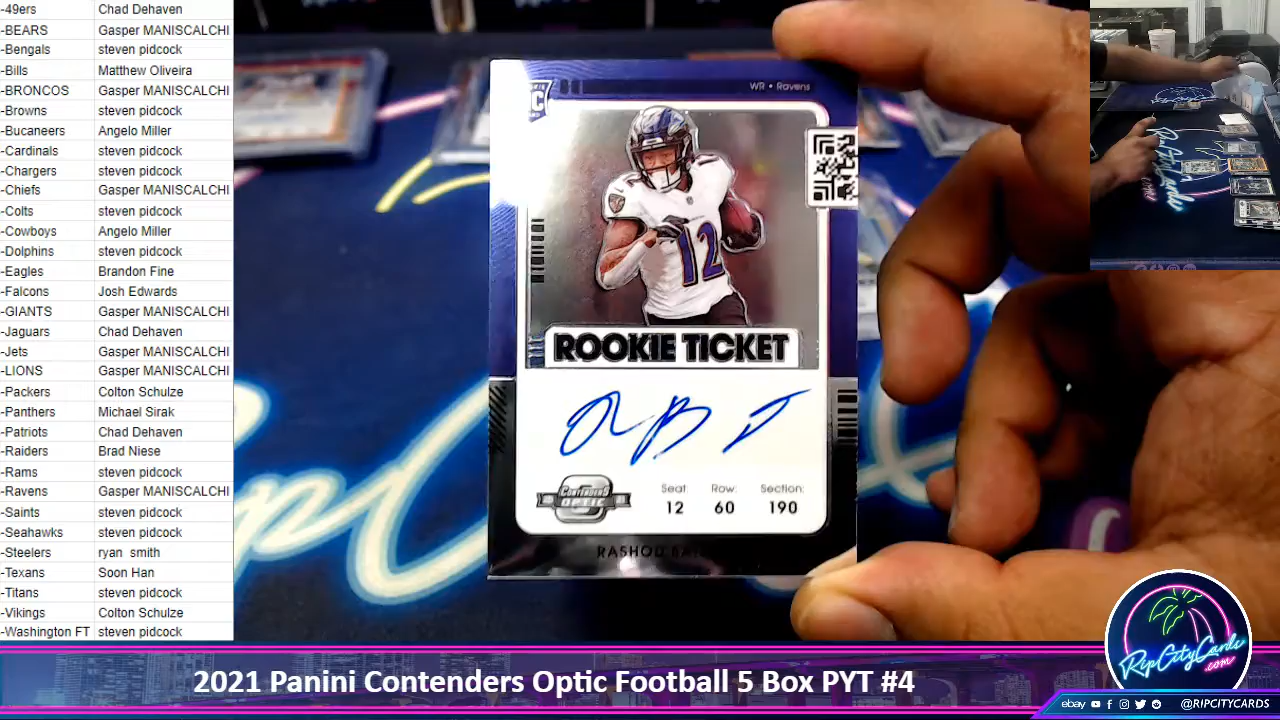 -49ers Chad Dehaven
-BEARS Gasper MANISCALCHI
-Bengals steven pidcock
-Bills Matthew Oliveira
-BRONCOS Gasper MANISCALCHI
-Browns steven pidcock
-Bucaneers Angelo Miller
-Cardinals steven pidcock
-Chargers steven pidcock
-Chiefs Gasper MANISCALCHI
-Colts steven pidcock
-Cowboys Angelo Miller
-Dolphins steven pidcock
-Eagles Brandon Fine
-Falcons Josh Edwards
-GIANTS Gasper MANISCALCHI
-Jaguars Chad Dehaven
-Jets Gasper MANISCALCHI
-LIONS Gasper MANISCALCHI
-Packers Colton Schulze
-Panthers Michael Sirak
-Patriots Chad Dehaven
-Raiders Brad Niese
-Rams steven pidcock
-Ravens Gasper MANISCALCHI
-Saints steven pidcock
-Seahawks steven pidcock
-Steelers ryan smith
-Texans Soon Han
-Titans steven pidcock
-Vikings Colton Schulze
-Washington FT steven pidcock
WR • Ravens
12
ROOKIE TICKET
CONTENDERS OPTIC
Seat: Row: Section:
12 60 190
RASHOD
RipCityCards
.com
2021 Panini Contenders Optic Football 5 Box PYT #4
ebay @RIPCITYCARDS